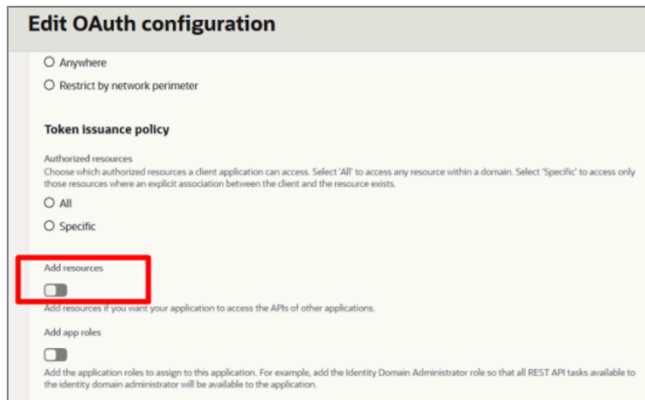 Edit OAuth configuration
Anywhere
Restrict by network perimeter
Token issuance policy
Authorized resources
Choose which authorized resources a client application can access. Select 'All' to access any resource within a domain. Select 'Specific' to access only
those resources where an explicit association between the client and the resource exists.
All
Specific
Add resources
Add resources if you want your application to access the APIs of other applications.
Add app roles
Add the application roles to assign to this application. For example, add the Identity Domain Administrator role so that all REST API tasks available to
the identity domain administrator will be available to the application.